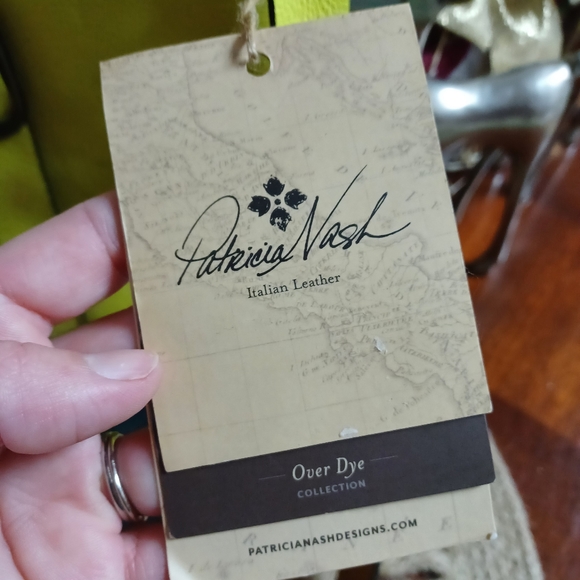 Patricia Nash
Italian Leather
Over Dye
COLLECTION
PATRICIANASHDESIGNS.COM